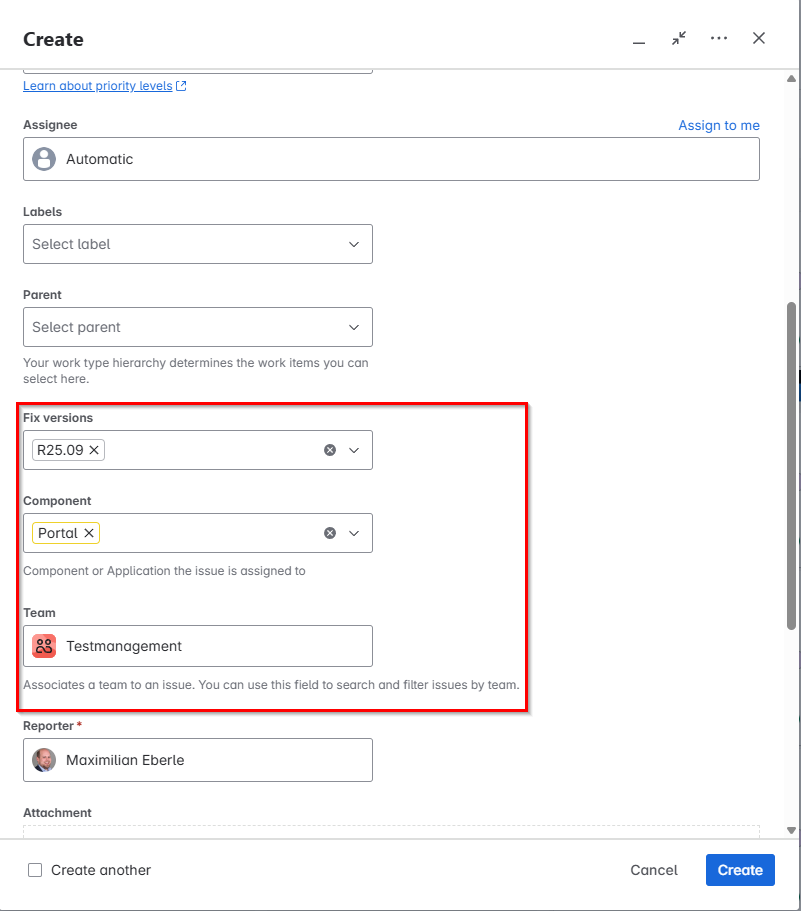 Create
Learn about priority levels
Assignee
Assign to me
Automatic
Labels
Select label
Parent
Select parent
Your work type hierarchy determines the work items you can
select here.
Fix versions
R25.09
Component
Portal
Component or Application the issue is assigned to
Team
Testmanagement
Associates a team to an issue. You can use this field to search and filter issues by team.
Reporter *
Maximilian Eberle
Attachment
Create another
Cancel
Create